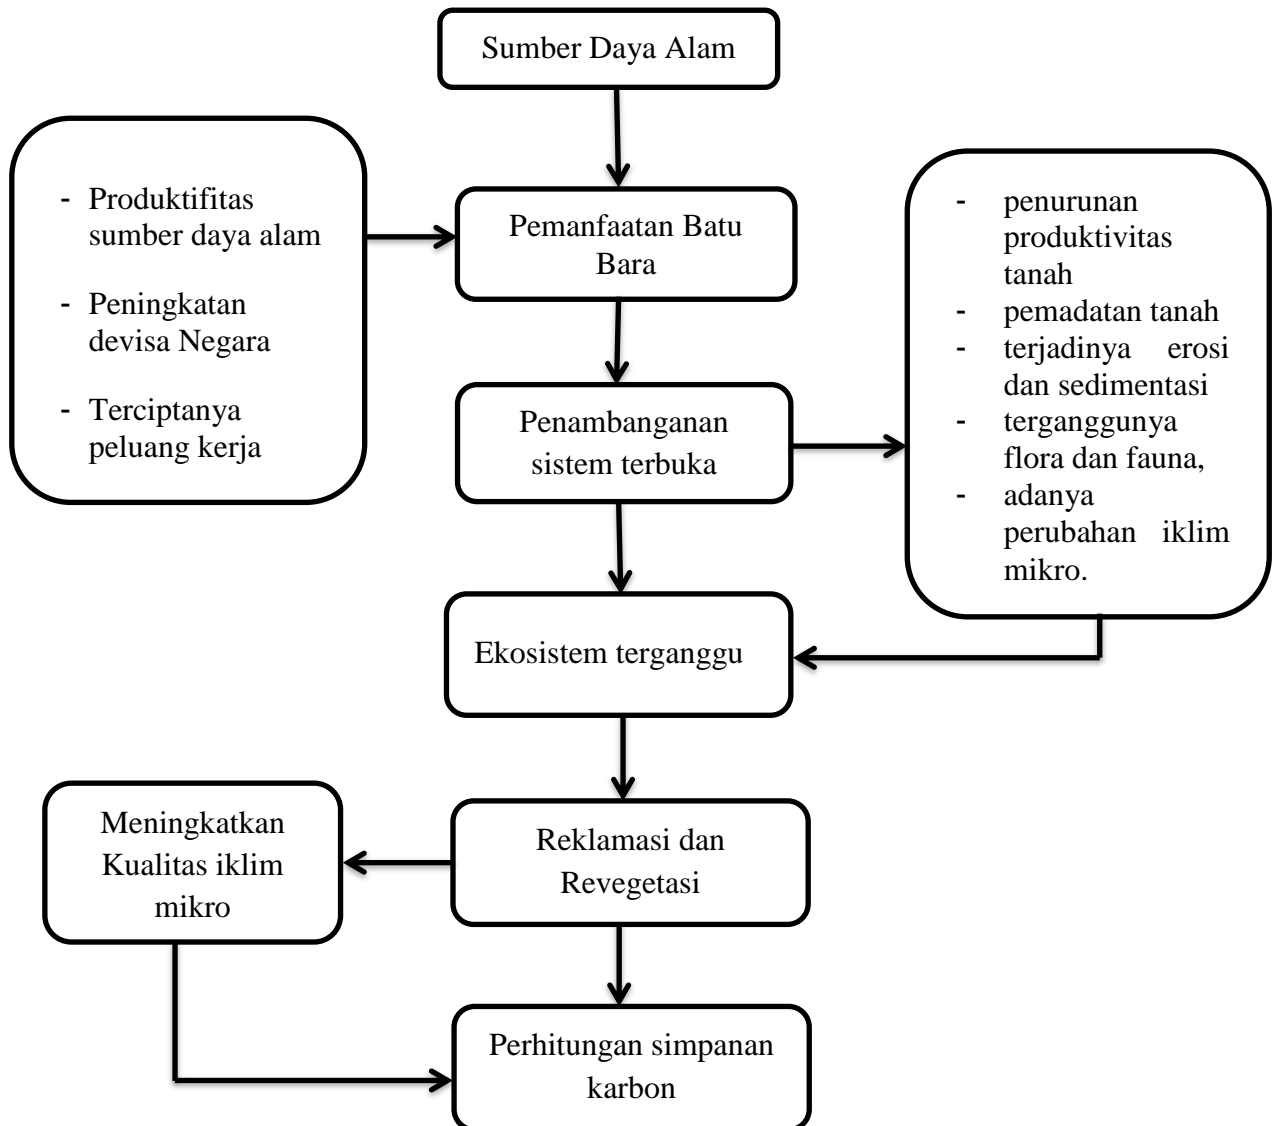 Sumber Daya Alam
- Produktifitas
sumber daya alam
- Peningkatan
devisa Negara
- Terciptanya
peluang kerja
Pemanfaatan Batu
Bara
- penurunan
produktivitas
tanah
- pemadatan tanah
- terjadinya erosi
dan sedimentasi
- terganggunya
flora dan fauna,
- adanya
perubahan iklim
mikro.
Penambanganan
sistem terbuka
Ekosistem terganggu
Meningkatkan
Kualitas iklim
mikro
Reklamasi dan
Revegetasi
Perhitungan simpanan
karbon